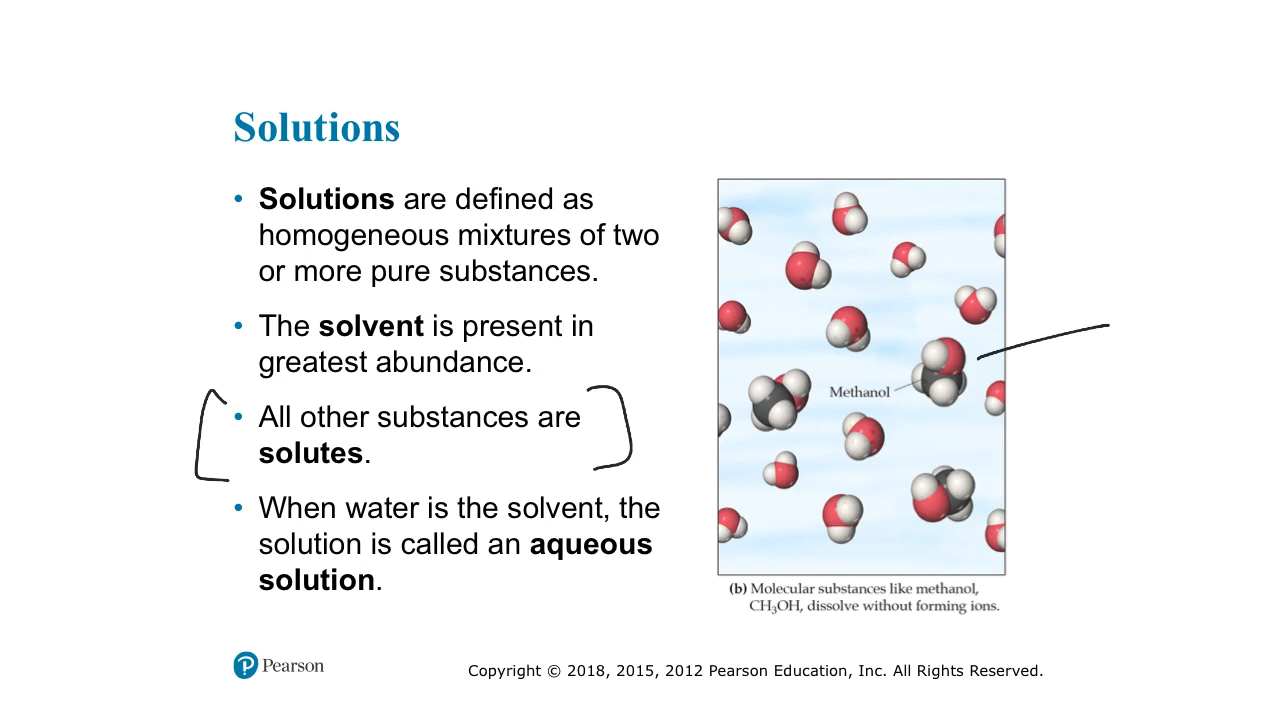 Solutions
• Solutions are defined as
homogeneous mixtures of two
or more pure substances.
• The solvent is present in
greatest abundance.
• All other substances are
solutes.
• When water is the solvent, the
solution is called an aqueous
solution.
Methanol
(b) Molecular substances like methanol,
CH₃OH, dissolve without forming ions.
P Pearson
Copyright © 2018, 2015, 2012 Pearson Education, Inc. All Rights Reserved.